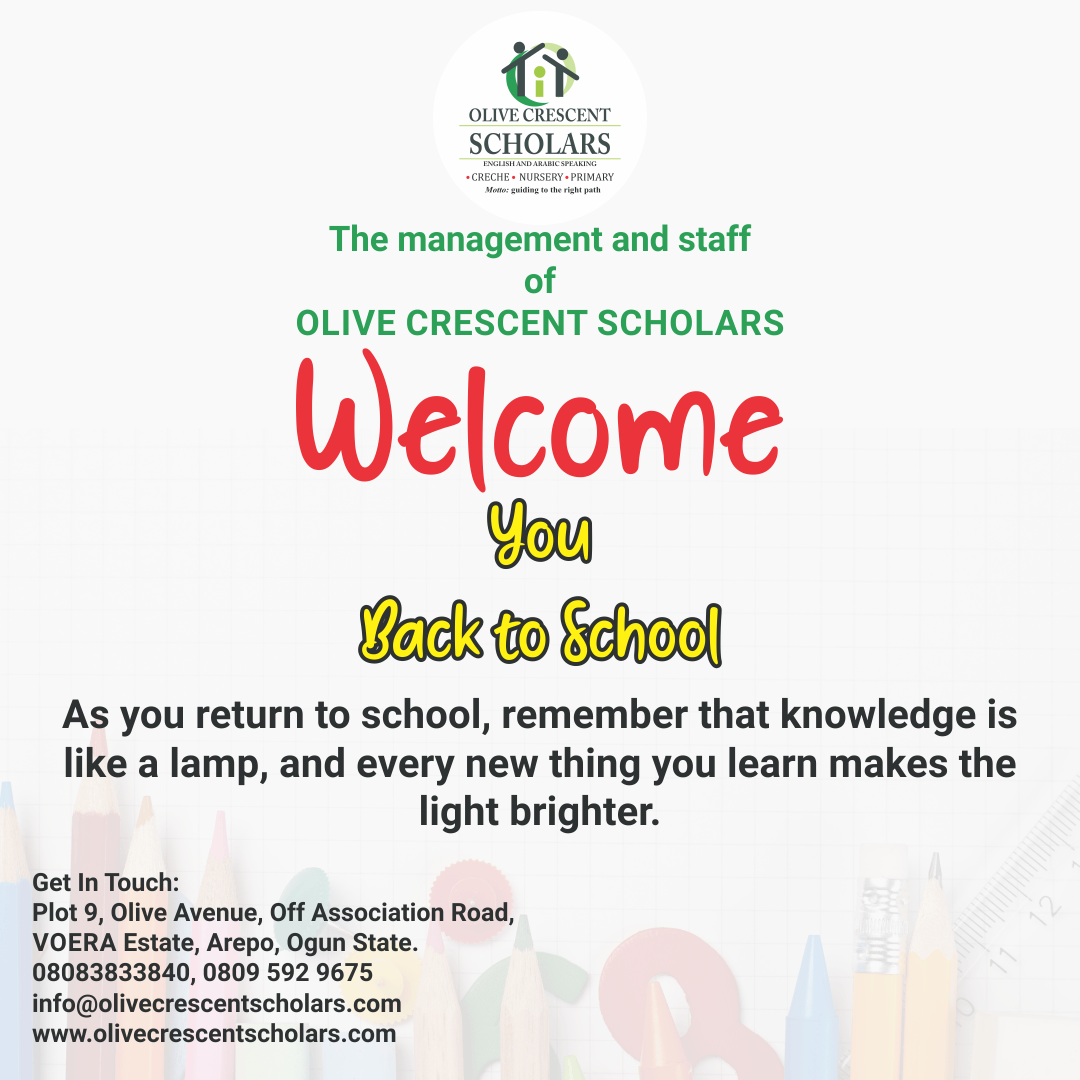 OLIVE CRESCENT
SCHOLARS
ENGLISH AND ARABIC SPEAKING
• CRECHE • NURSERY • PRIMARY
Motto: guiding to the right path
The management and staff
of
OLIVE CRESCENT SCHOLARS
Welcome
You
Back to School
As you return to school, remember that knowledge is
like a lamp, and every new thing you learn makes the
light brighter.
Get In Touch:
Plot 9, Olive Avenue, Off Association Road,
VOERA Estate, Arepo, Ogun State.
08083833840, 0809 592 9675
info@olivecrescentscholars.com
www.olivecrescentscholars.com
12
11
10